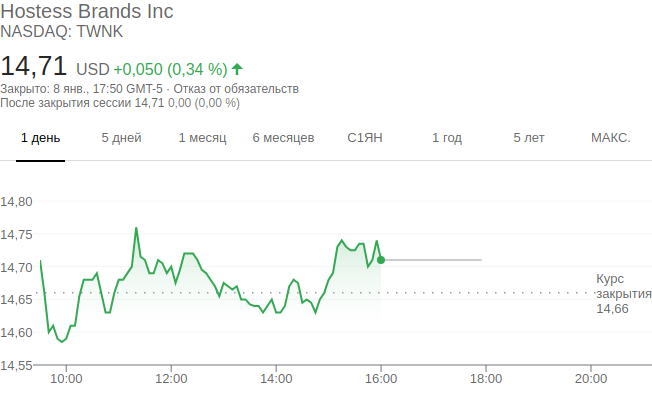 Hostess Brands Inc
NASDAQ: TWNK
14,71 USD +0,050 (0,34 %)
Закрыто: 8 янв., 17:50 GMT-5 · Отказ от обязательств
После закрытия сессии 14,71 0,00 (0,00 %)
1 день 5 дней 1 месяц 6 месяцев С1ЯН 1 год 5 лет МАКС.
14,80
14,75
14,70
14,65
14,60
14,55
Курс
закрытия
14,66
10:00 12:00 14:00 16:00 18:00 20:00